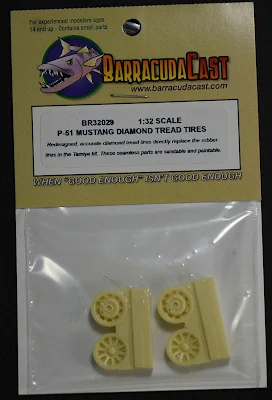 For experienced modelers ages
14 and up - Contains small parts
BARRACUDACAST
barracudacast.com
BR32029 1:32 SCALE
P-51 MUSTANG DIAMOND TREAD TIRES
Redesigned, accurate diamond tread tires directly replace the rubber
tires in the Tamiya kit. These seamless parts are sandable and paintable.
WHEN "GOOD ENOUGH" ISN'T GOOD ENOUGH